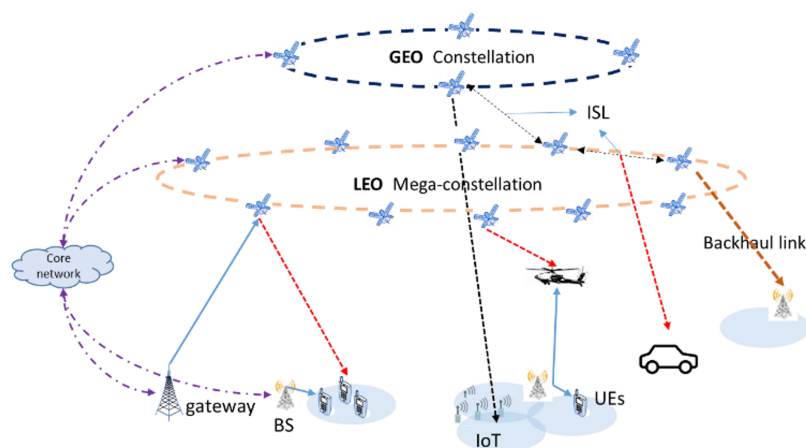 GEO Constellation
ISL
LEO Mega-constellation
Backhaul link
Core
network
gateway
BS
IoT
UEs